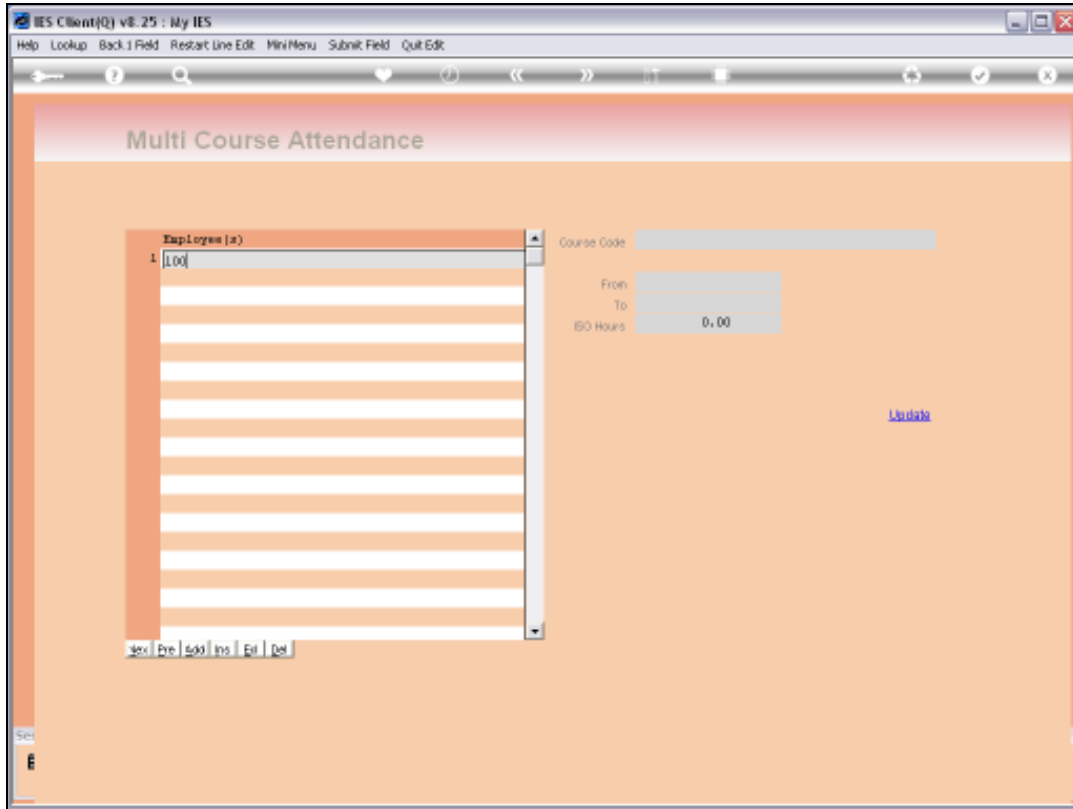 IES Client(Q) v8.25 : My IES
Help Lookup Back 1 Field Restart Line Edit MiniMenu Submit Field Quit Edit
Multi Course Attendance
Employee(s)
1 100
Course Code
From
To
ISO Hours 0.00
Update
Nex Pre Add Ins Edi Del